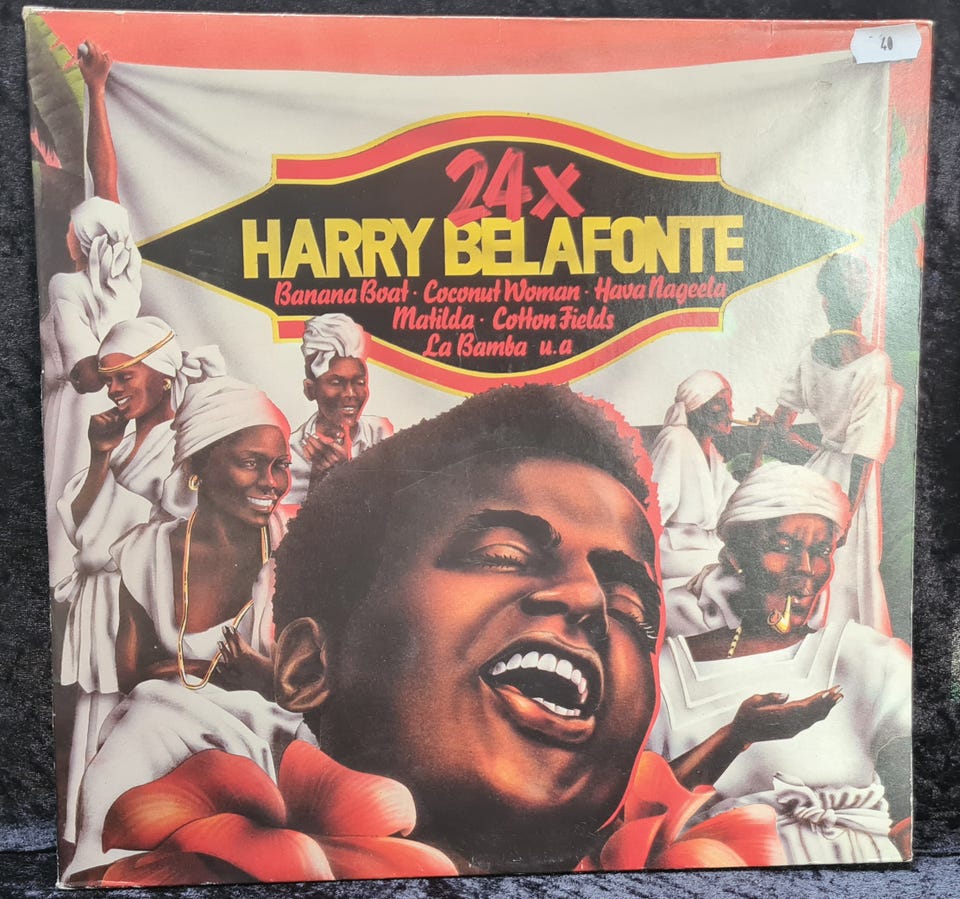 40
24x
HARRY BELAFONTE
Banana Boat · Coconut Woman · Hava Nageela
Matilda · Cotton Fields
La Bamba u.a